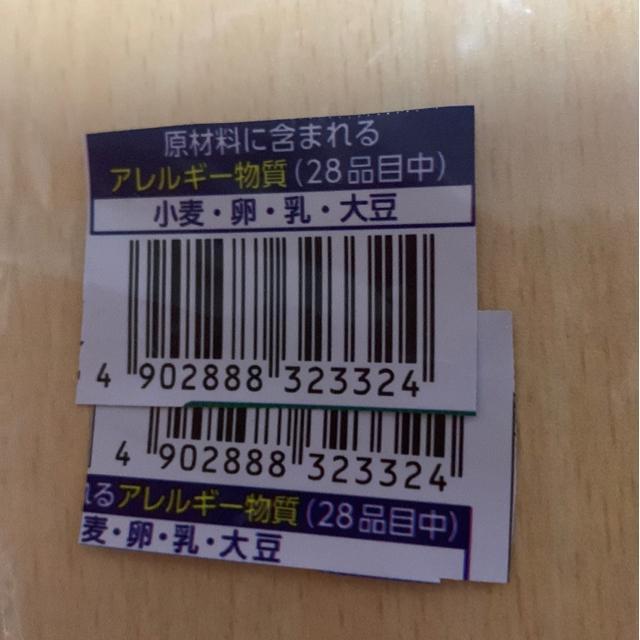 原材料に含まれる
アレルギー物質(28品目中)
小麦・卵・乳・大豆
4 902888 323324
4 902888 323324
れるアレルギー物質(28品目中)
麦・卵・乳・大豆